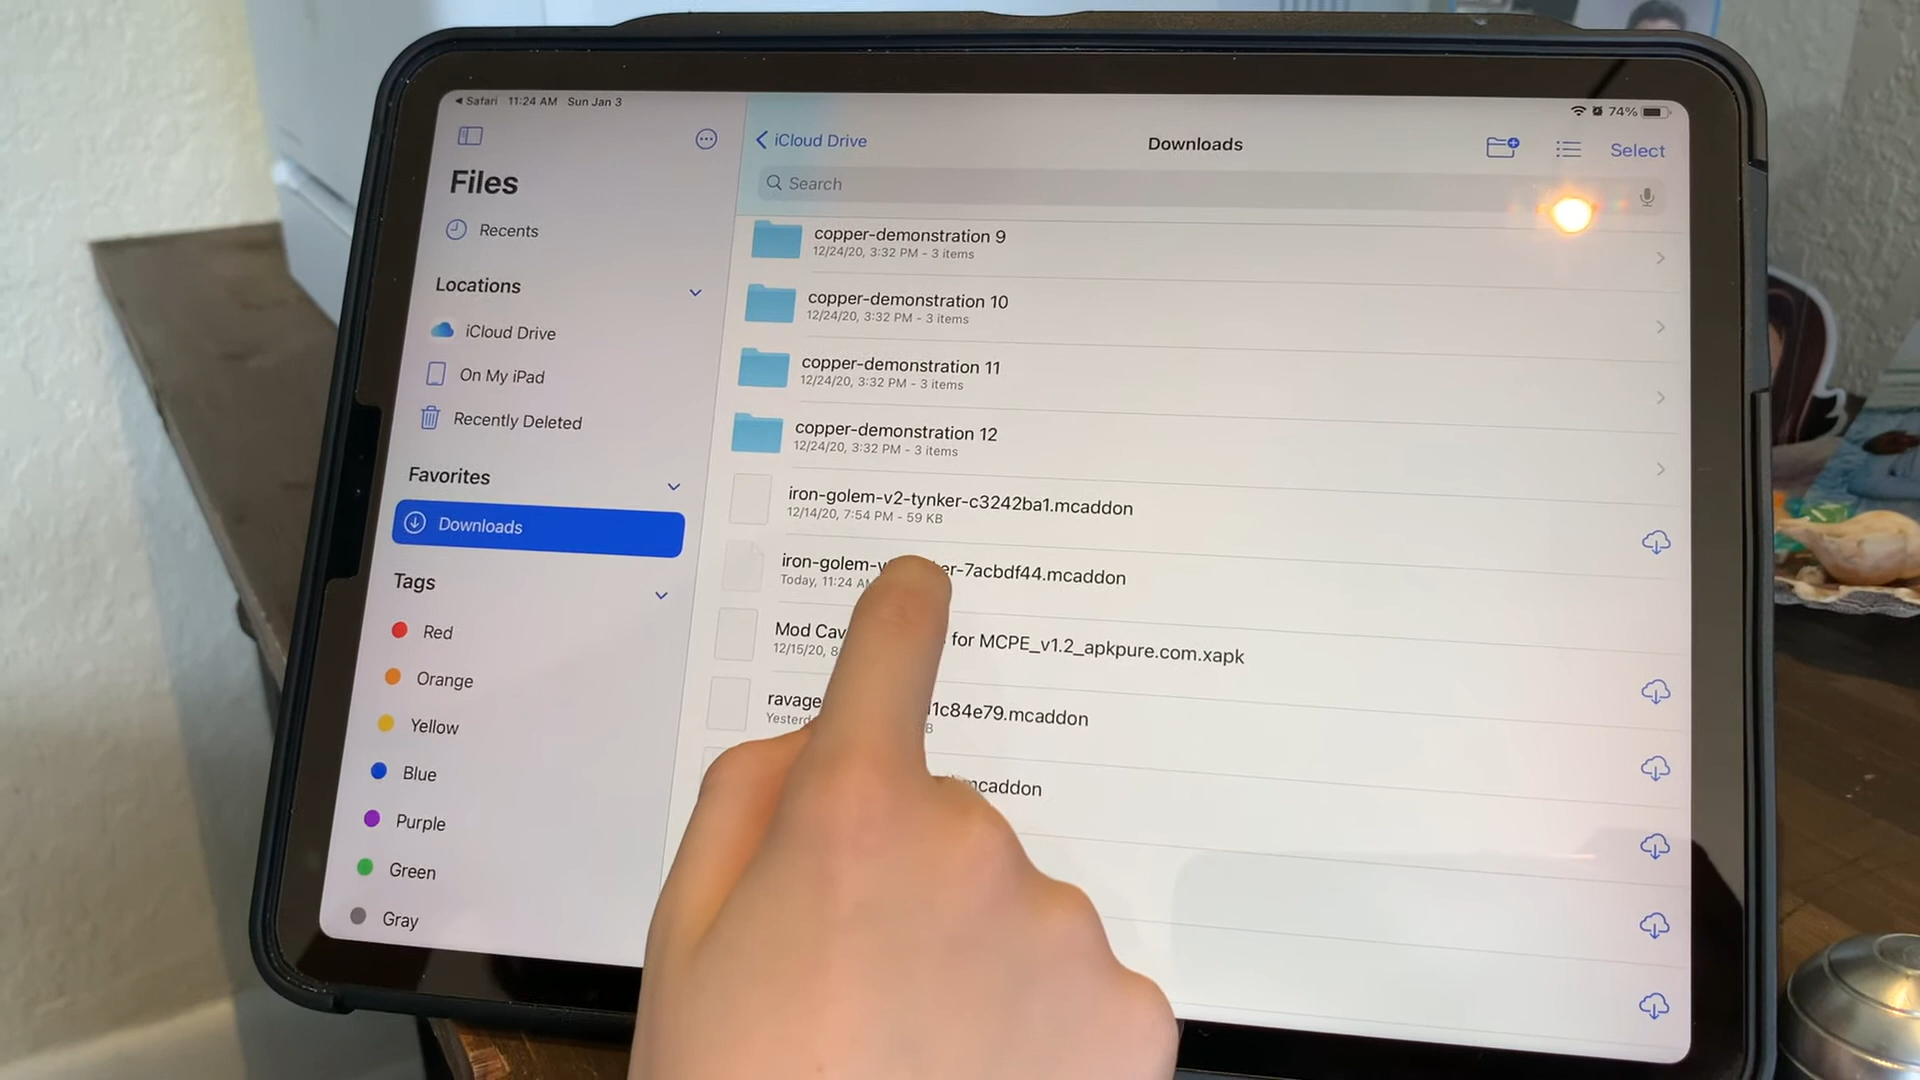 Safari 11:24 AM Sun Jan 3
74%
Files
Recents
Locations
iCloud Drive
On My iPad
Recently Deleted
Favorites
Downloads
Tags
Red
Orange
Yellow
Blue
Purple
Green
Gray
iCloud Drive
Downloads
Select
Search
copper-demonstration 9
12/24/20, 3:32 PM - 3 items
copper-demonstration 10
12/24/20, 3:32 PM - 3 items
copper-demonstration 11
12/24/20, 3:32 PM - 3 items
copper-demonstration 12
12/24/20, 3:32 PM - 3 items
iron-golem-v2-tynker-c3242ba1.mcaddon
12/14/20, 7:54 PM - 59 KB
iron-golem-v er-7acbdf44.mcaddon
Today, 11:24 A
Mod Cav for MCPE_v1.2_apkpure.com.xapk
12/15/20, 8
ravage 1c84e79.mcaddon
Yesterd B
mcaddon